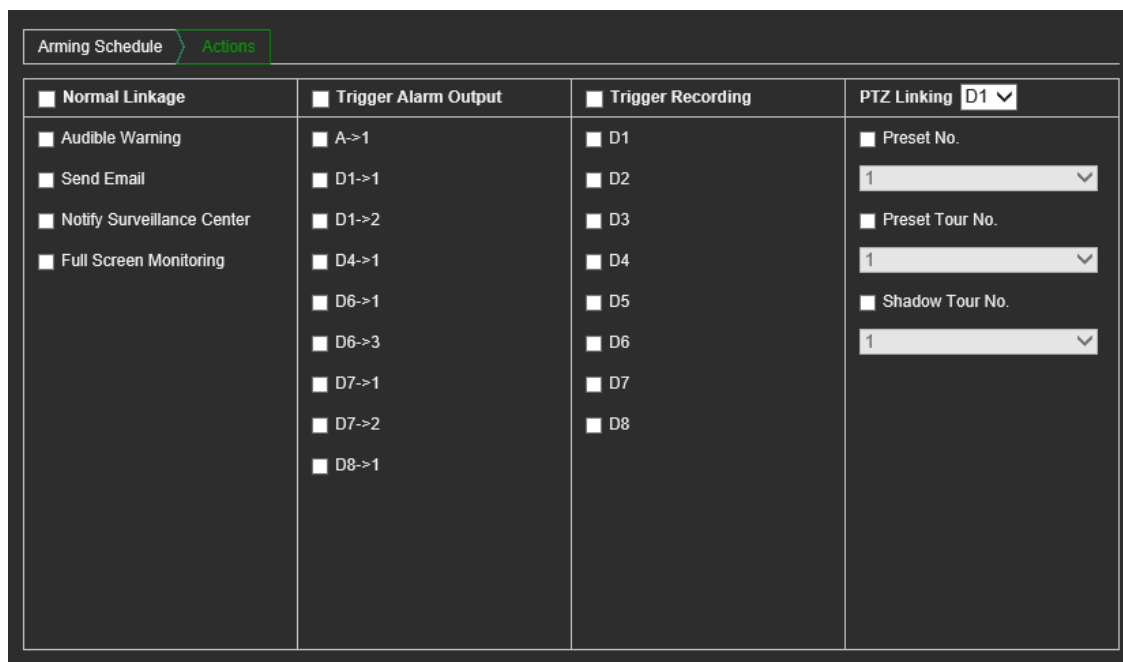 Arming Schedule Actions
Normal Linkage Trigger Alarm Output Trigger Recording PTZ Linking D1
Audible Warning A->1 D1 Preset No.
Send Email D1->1 D2 1
Notify Surveillance Center D1->2 D3 Preset Tour No.
Full Screen Monitoring D4->1 D4 1
D6->1 D5 Shadow Tour No.
D6->3 D6 1
D7->1 D7
D7->2 D8
D8->1